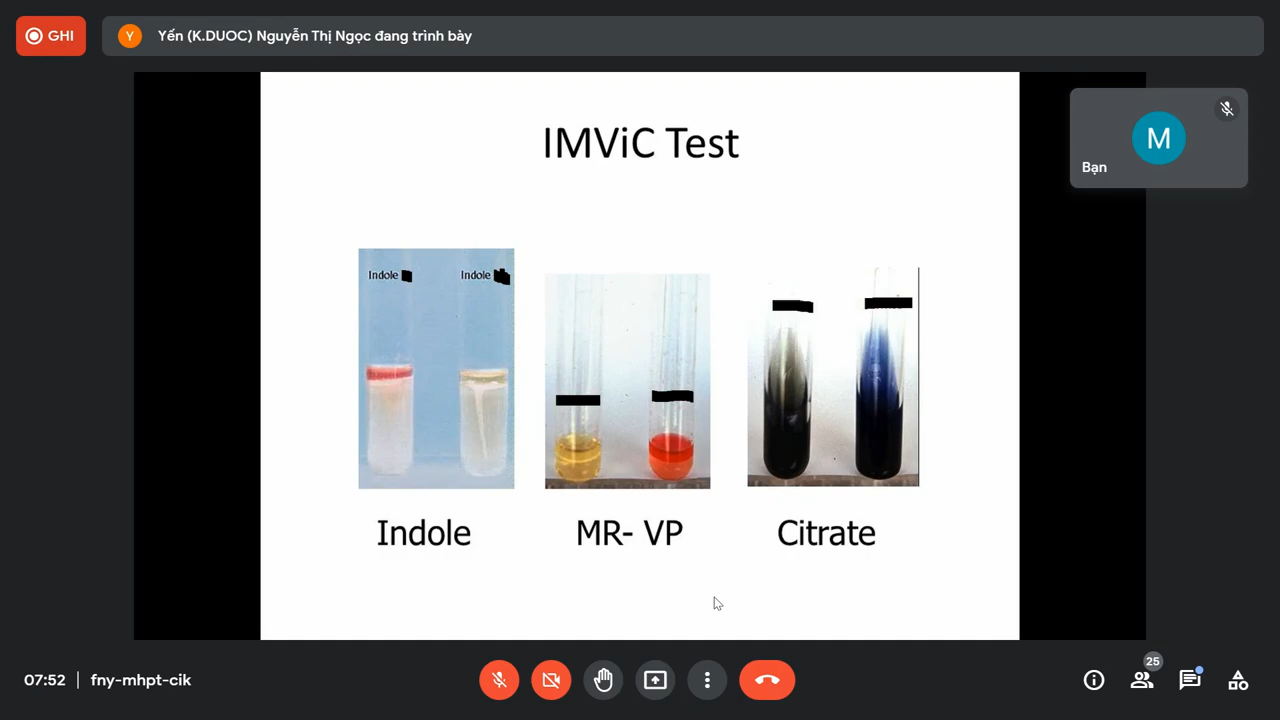 GHI
Y
Yến (K.DUOC) Nguyễn Thị Ngọc đang trình bày
IMViC Test
M
Bạn
Indole
Indole
Indole
MR- VP
Citrate
07:52
fny-mhpt-cik
25